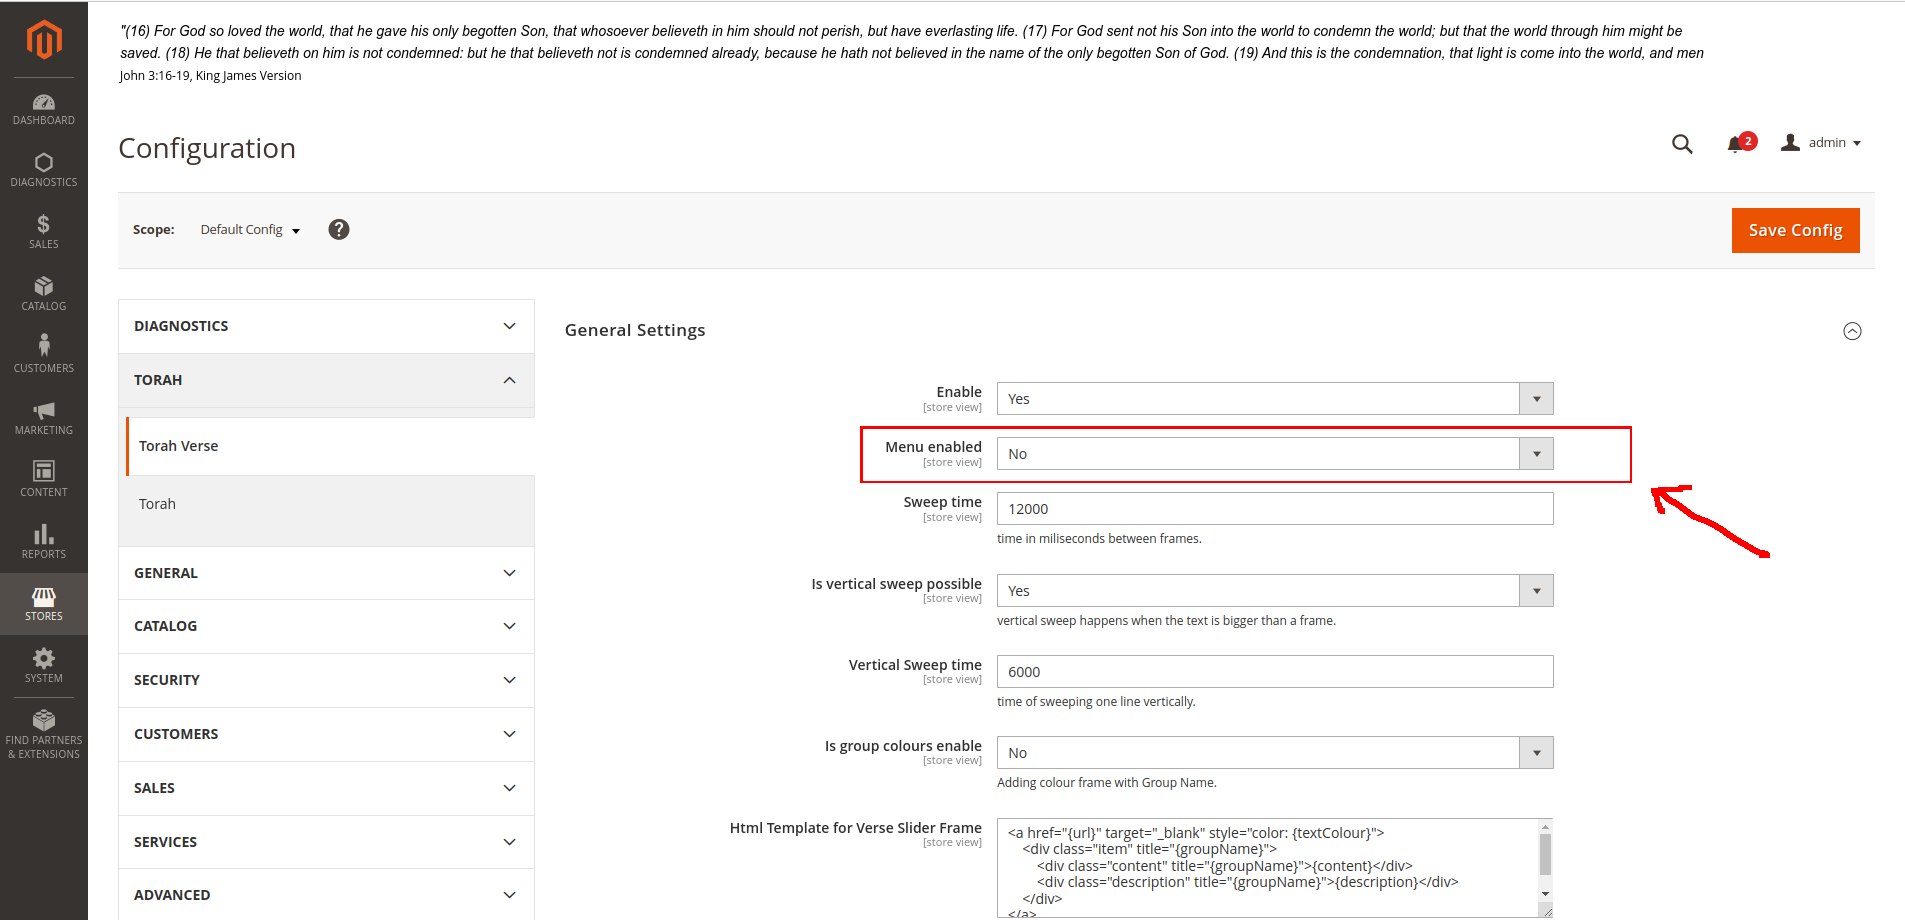 "(16) For God so loved the world, that he gave his only begotten Son, that whosoever believeth in him should not perish, but have everlasting life. (17) For God sent not his Son into the world to condemn the world; but that the world through him might be
saved. (18) He that believeth on him is not condemned: but he that believeth not is condemned already, because he hath not believed in the name of the only begotten Son of God. (19) And this is the condemnation, that light is come into the world, and men
John 3:16-19, King James Version
DASHBOARD
DIAGNOSTICS
SALES
CATALOG
CUSTOMERS
MARKETING
CONTENT
REPORTS
STORES
SYSTEM
FIND PARTNERS
& EXTENSIONS
Configuration
2
admin
Scope:
Default Config
?
Save Config
DIAGNOSTICS
TORAH
Torah Verse
Torah
GENERAL
CATALOG
SECURITY
CUSTOMERS
SALES
SERVICES
ADVANCED
General Settings
Enable
[store view]
Yes
Menu enabled
[store view]
No
Sweep time
[store view]
12000
time in miliseconds between frames.
Is vertical sweep possible
[store view]
Yes
vertical sweep happens when the text is bigger than a frame.
Vertical Sweep time
[store view]
6000
time of sweeping one line vertically.
Is group colours enable
[store view]
No
Adding colour frame with Group Name.
Html Template for Verse Slider Frame
[store view]
<a href="{url}" target="_blank" style="color: {textColour}">
<div class="item" title="{groupName}">
<div class="content" title="{groupName}">{content}</div>
<div class="description" title="{groupName}">{description}</div>
</div>
</a>